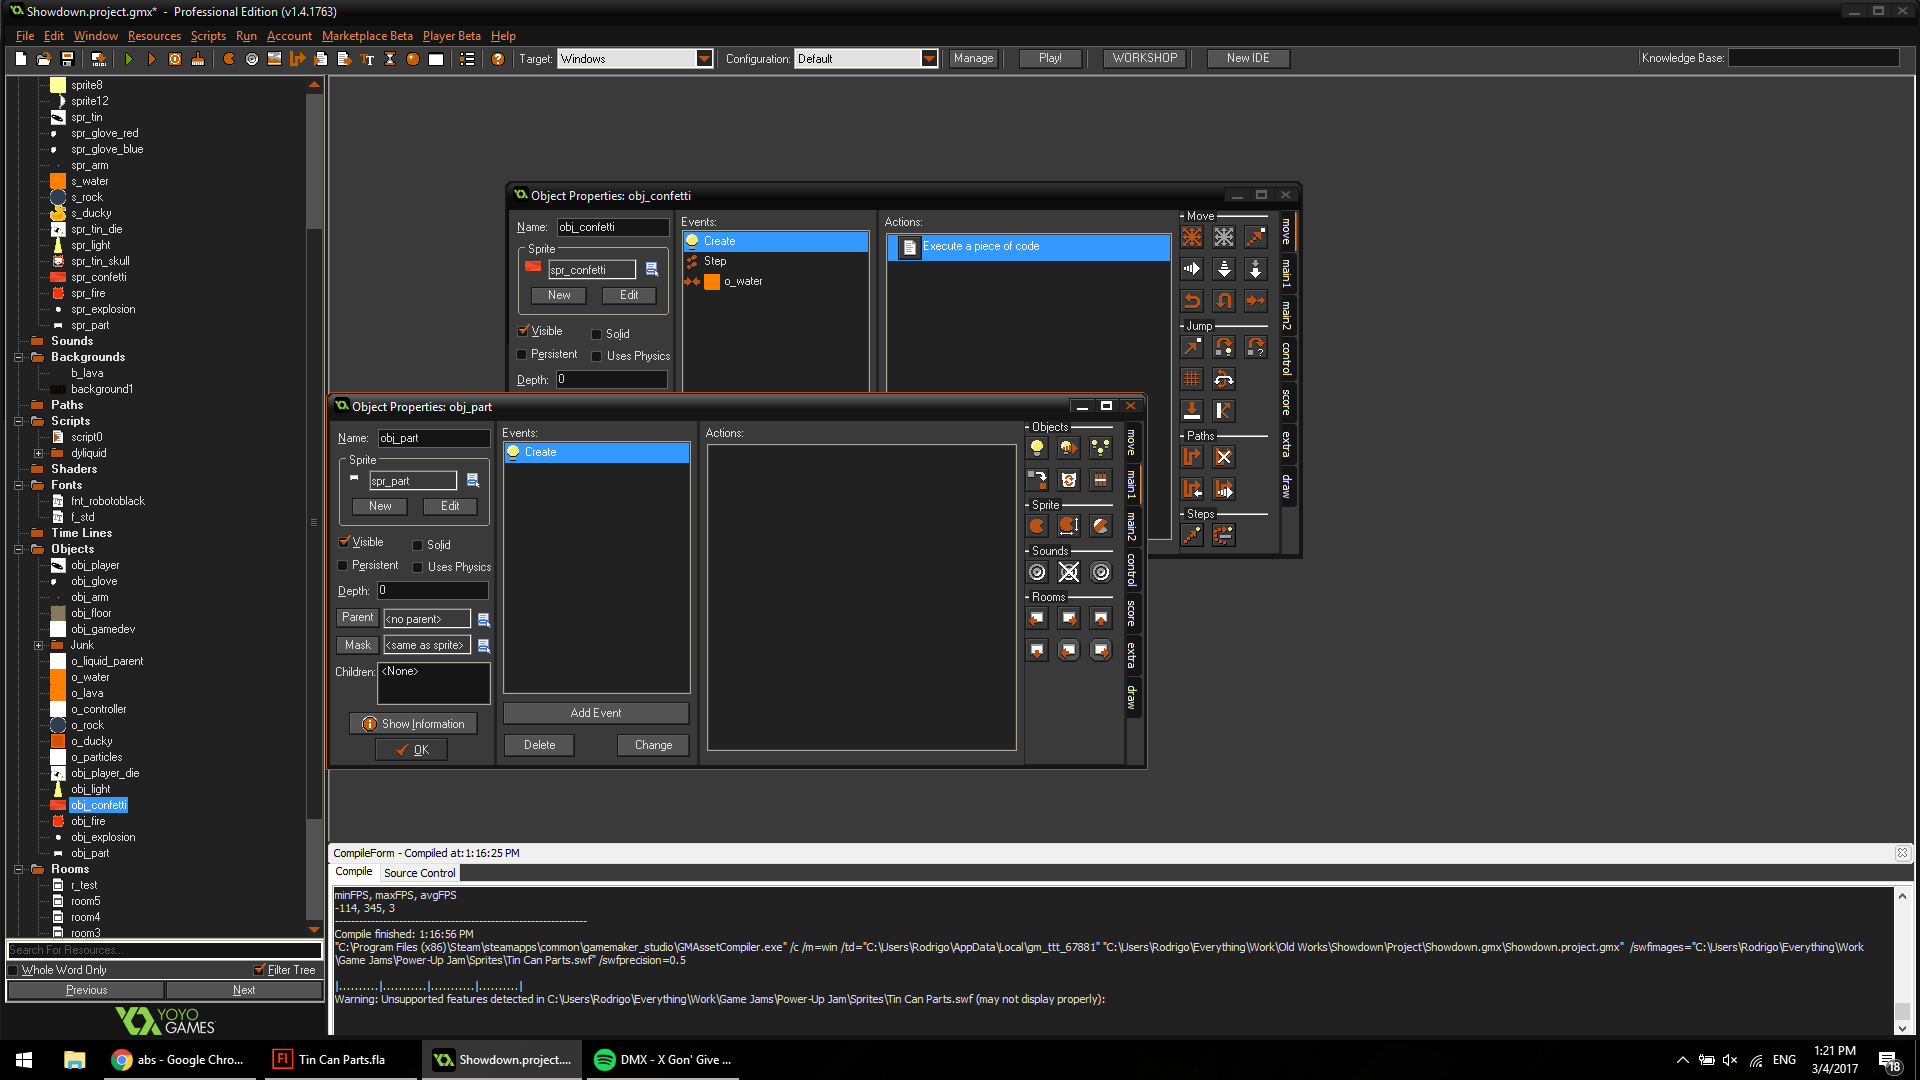 Showdown.project.gmx* - Professional Edition (v1.4.1763)
File Edit Window Resources Scripts Run Account Marketplace Beta Player Beta Help
Target: Windows Configuration: Default Manage Play! WORKSHOP New IDE Knowledge Base:
sprite8
sprite12
spr_tin
spr_glove_red
spr_glove_blue
spr_arm
s_water
s_rock
s_ducky
spr_tin_die
spr_light
spr_tin_skull
spr_confetti
spr_fire
spr_explosion
spr_part
Sounds
Backgrounds
b_lava
background1
Paths
Scripts
script0
dyliquid
Shaders
Fonts
fnt_robotoblack
f_std
Time Lines
Objects
obj_player
obj_glove
obj_arm
obj_floor
obj_gamedev
Junk
o_liquid_parent
o_water
o_lava
o_controller
o_rock
o_ducky
o_particles
obj_player_die
obj_light
obj_confetti
obj_fire
obj_explosion
obj_part
Rooms
r_test
room5
room4
room3
Search For Resources...
Whole Word Only Filter Tree
Previous Next
YOYO
GAMES
Object Properties: obj_confetti
Name: obj_confetti
Sprite
spr_confetti
New Edit
Visible Solid
Persistent Uses Physics
Depth: 0
Events:
Create
Step
o_water
Actions:
Execute a piece of code
Move
Jump
Paths
Steps
move
main1
main2
control
score
extra
draw
Object Properties: obj_part
Name: obj_part
Sprite
spr_part
New Edit
Visible Solid
Persistent Uses Physics
Depth: 0
Parent <no parent>
Mask <same as sprite>
Children: <None>
Show Information
OK
Events:
Create
Add Event
Delete Change
Actions:
Objects
Sprite
Sounds
Rooms
move
main1
main2
control
score
extra
draw
CompileForm - Compiled at:1:16:25 PM
Compile Source Control
minFPS, maxFPS, avgFPS
-114, 345, 3
Compile finished: 1:16:56 PM
"C:\Program Files (x86)\Steam\steamapps\common\gamemaker_studio\GMAssetCompiler.exe" /c /m=win /td="C:\Users\Rodrigo\AppData\Local\gm_ttt_67881" "C:\Users\Rodrigo\Everything\Work\Old Works\Showdown\Project\Showdown.gmx\Showdown.project.gmx" /swfimages="C:\Users\Rodrigo\Everything\Work
\Game Jams\Power-Up Jam\Sprites\Tin Can Parts.swf" /swfprecision=0.5
|..........|...........|...........|..........|
Warning: Unsupported features detected in C:\Users\Rodrigo\Everything\Work\Game Jams\Power-Up Jam\Sprites\Tin Can Parts.swf (may not display properly):
abs - Google Chro... Fl Tin Can Parts.fla Showdown.project.... DMX - X Gon' Give ... ENG 1:21 PM
3/4/2017 18